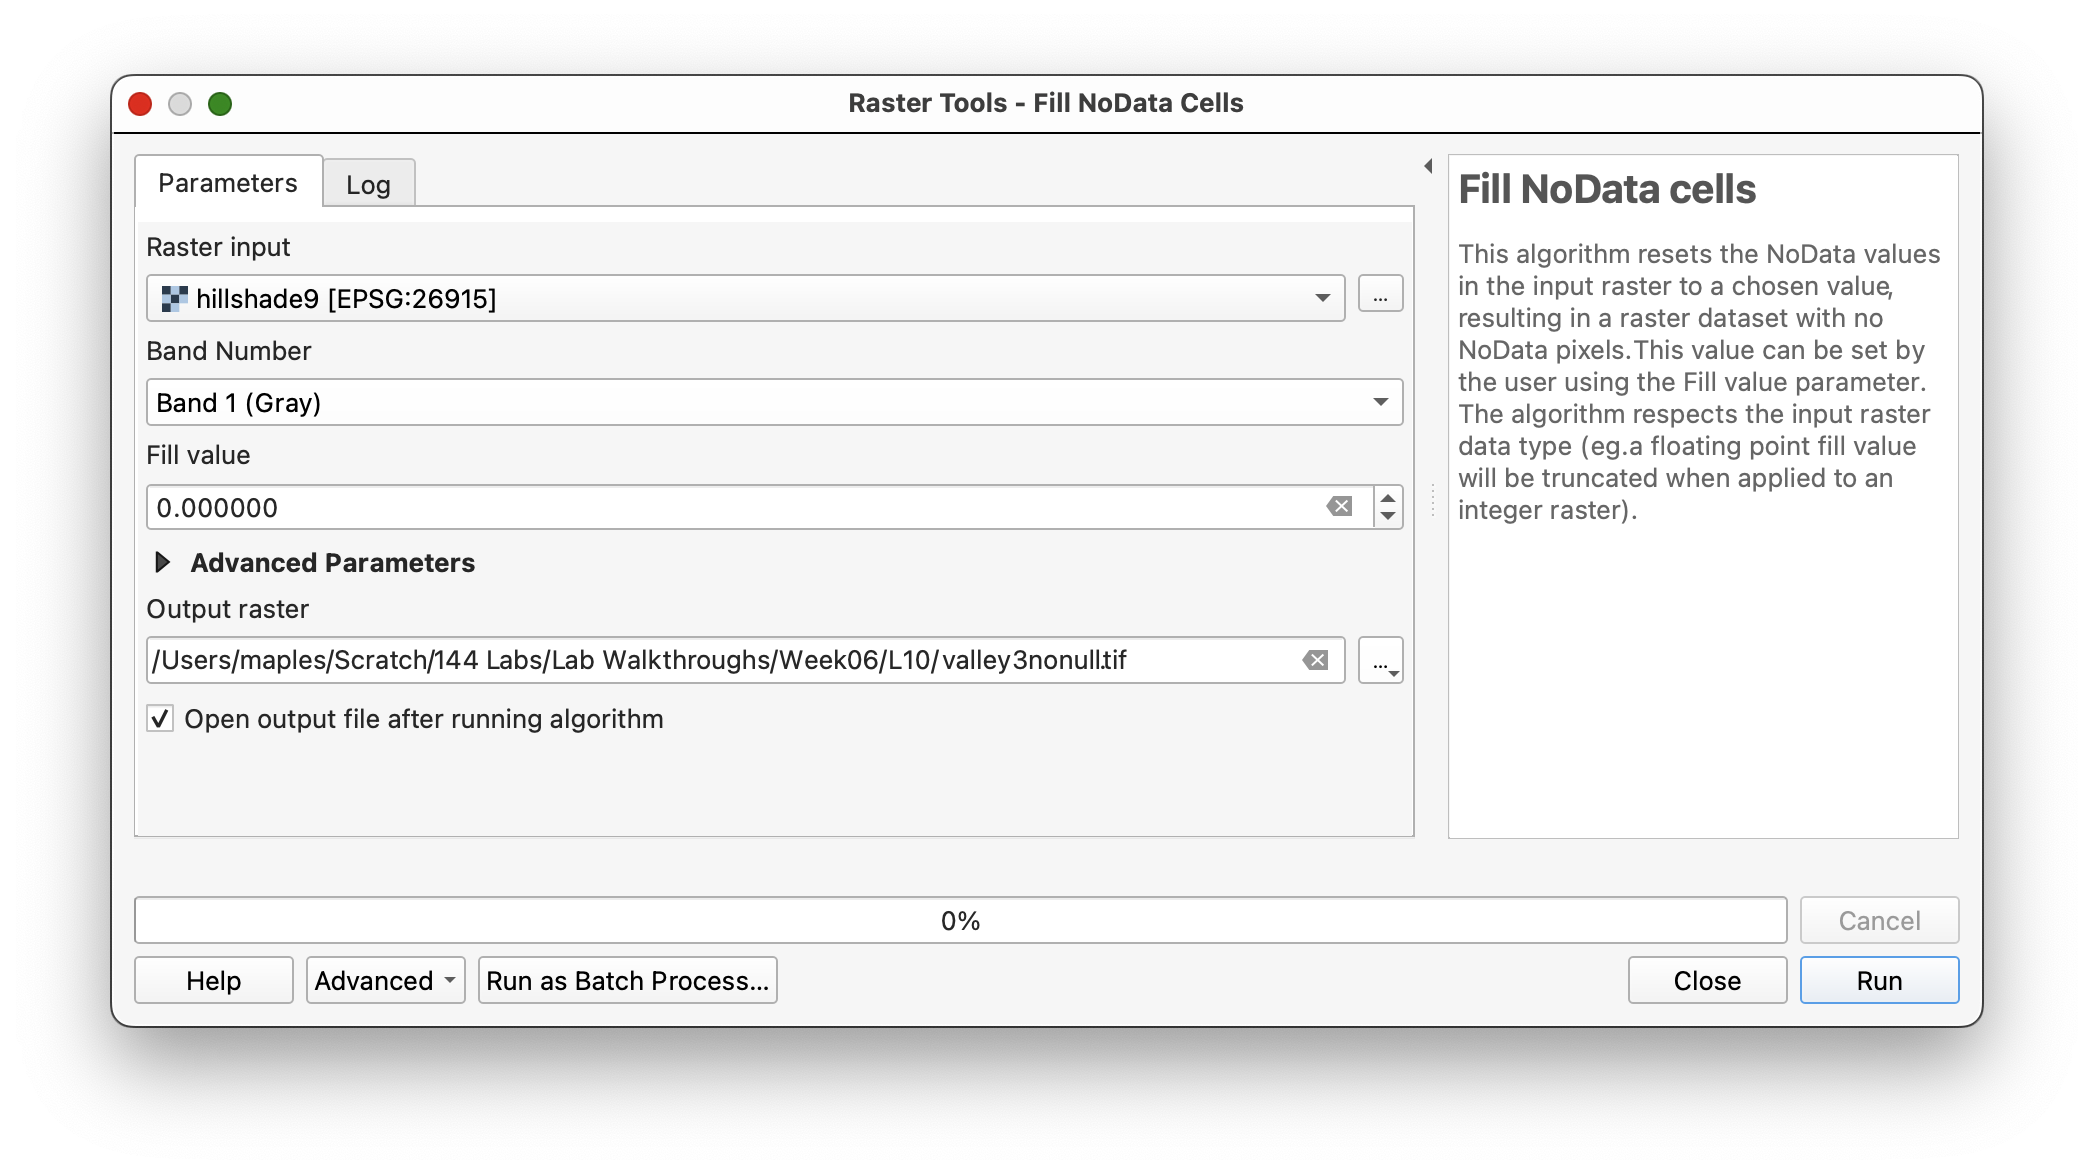 Raster Tools - Fill NoData Cells
Parameters
Log
Raster input
hillshade9 [EPSG:26915]
...
Band Number
Band 1 (Gray)
Fill value
0.000000
Advanced Parameters
Output raster
/Users/maples/Scratch/144 Labs/Lab Walkthroughs/Week06/L10/valley3nonull.tif
...
Open output file after running algorithm
Fill NoData cells
This algorithm resets the NoData values
in the input raster to a chosen value,
resulting in a raster dataset with no
NoData pixels.This value can be set by
the user using the Fill value parameter.
The algorithm respects the input raster
data type (eg.a floating point fill value
will be truncated when applied to an
integer raster).
0%
Cancel
Help
Advanced
Run as Batch Process...
Close
Run